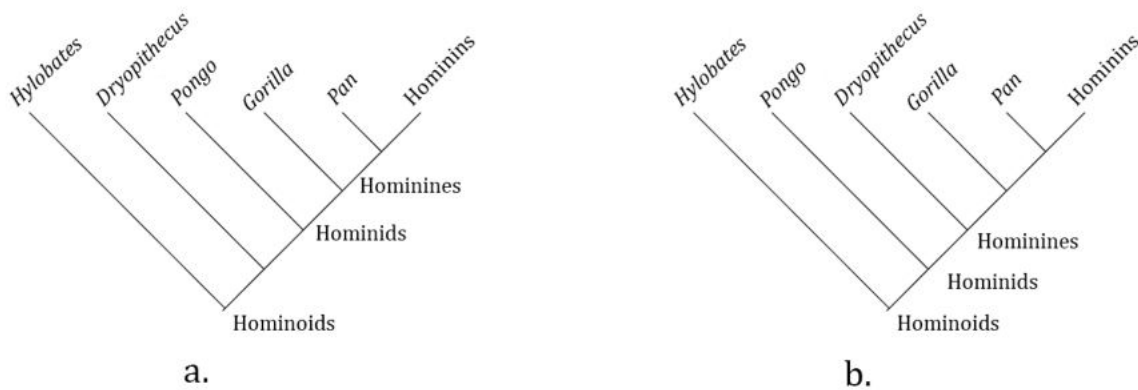 Hylobates
Dryopithecus
Pongo
Gorilla
Pan
Hominins
Hominines
Hominids
Hominoids
a.
Hylobates
Pongo
Dryopithecus
Gorilla
Pan
Hominins
Hominines
Hominids
Hominoids
b.